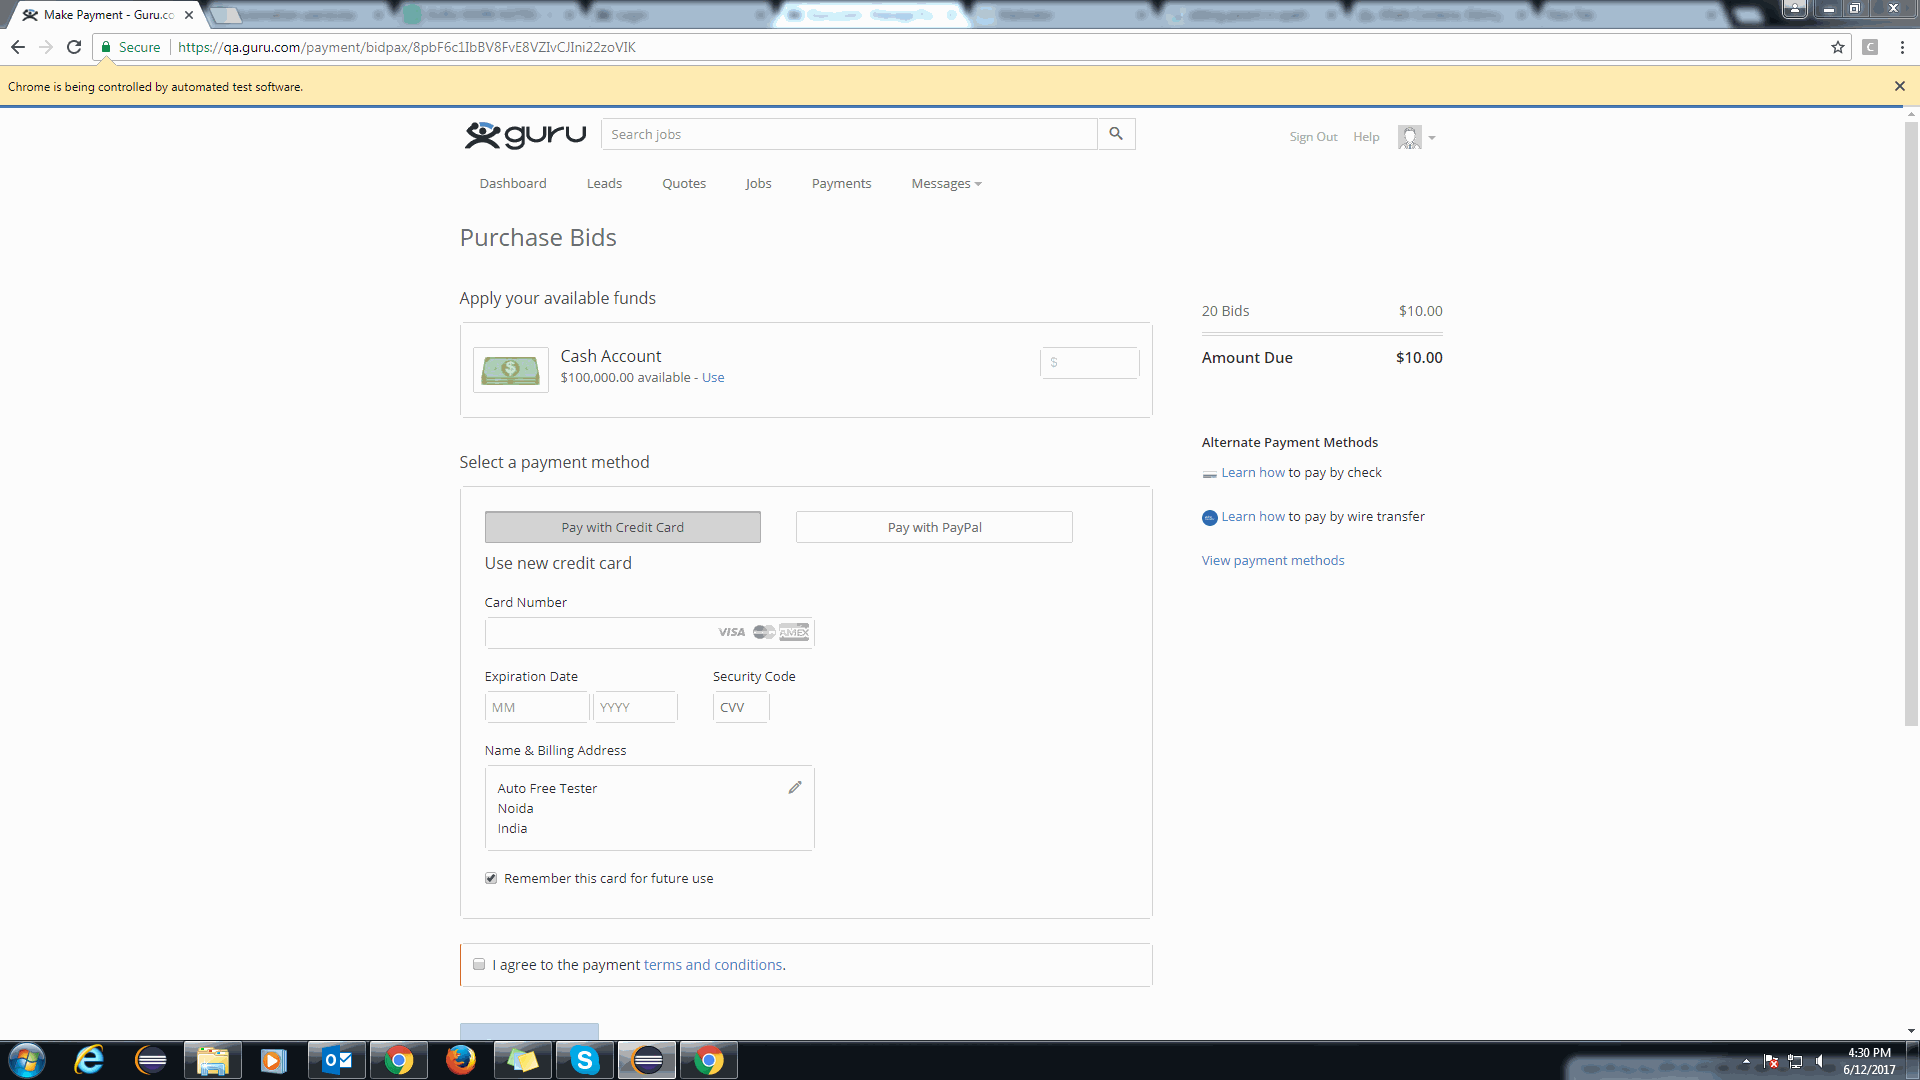 Make Payment - Guru.co
Secure
https://qa.guru.com/payment/bidpax/8pbF6c1IbBV8FvE8VZIvCJIni22zoVIK
C
Chrome is being controlled by automated test software.
guru
Search jobs
Sign Out Help
Dashboard Leads Quotes Jobs Payments Messages
Purchase Bids
Apply your available funds
Cash Account
$100,000.00 available - Use
$
20 Bids $10.00
Amount Due $10.00
Select a payment method
Alternate Payment Methods
Learn how to pay by check
Learn how to pay by wire transfer
View payment methods
Pay with Credit Card Pay with PayPal
Use new credit card
Card Number
VISA AMEX
Expiration Date Security Code
MM YYYY CVV
Name & Billing Address
Auto Free Tester
Noida
India
Remember this card for future use
I agree to the payment terms and conditions.
4:30 PM
6/12/2017